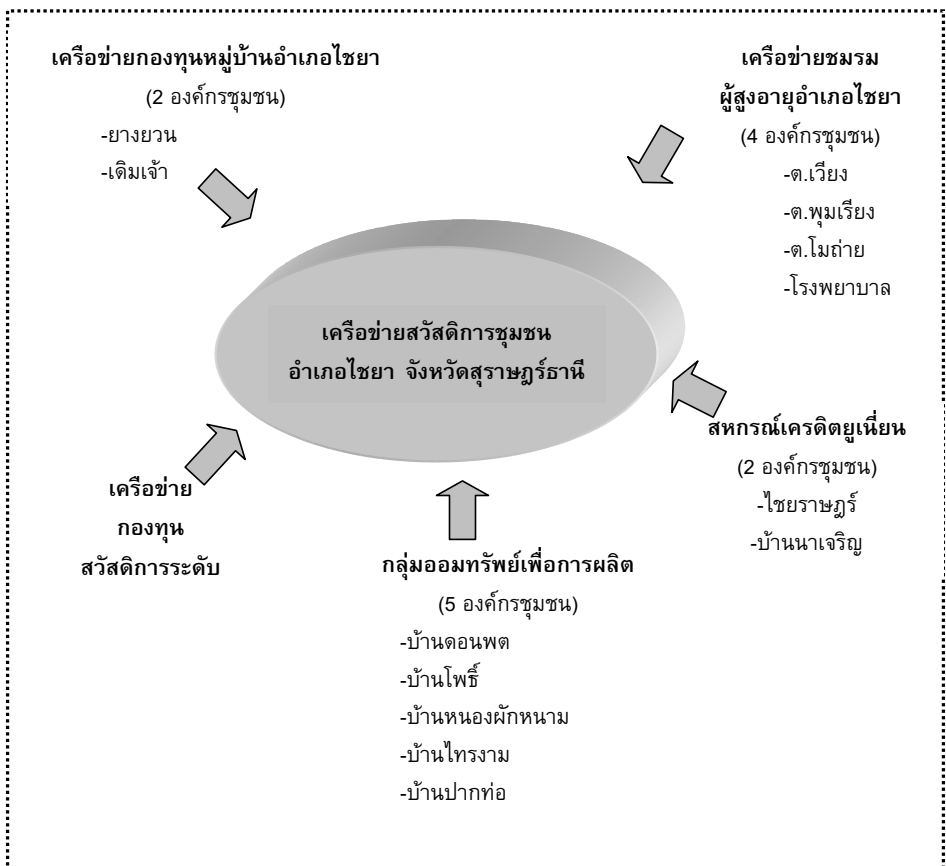 เครือข่ายกองทุนหมู่บ้านอำเภอไชยา
(2 องค์กรชุมชน)
-ยางยวน
-เดิมเจ้า
เครือข่ายชมรม
ผู้สูงอายุอำเภอไชยา
(4 องค์กรชุมชน)
-ต.เวียง
-ต.พุมเรียง
-ต.โมถ่าย
-โรงพยาบาล
เครือข่ายสวัสดิการชุมชน
อำเภอไชยา จังหวัดสุราษฎร์ธานี
สหกรณ์เครดิตยูเนี่ยน
(2 องค์กรชุมชน)
-ไชยราษฎร์
-บ้านนาเจริญ
เครือข่าย
กองทุน
สวัสดิการระดับ
กลุ่มออมทรัพย์เพื่อการผลิต
(5 องค์กรชุมชน)
-บ้านดอนพต
-บ้านโพธิ์
-บ้านหนองผักหนาม
-บ้านไทรงาม
-บ้านปากท่อ